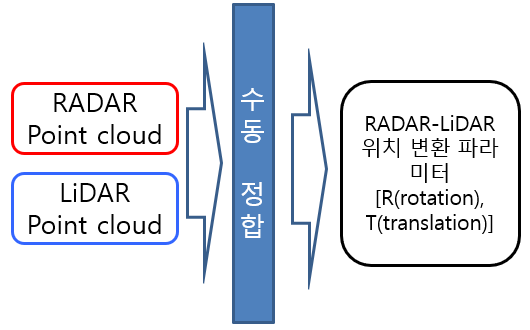 RADAR
Point cloud
LiDAR
Point cloud
수동 정합
RADAR-LiDAR
위치 변환 파라
미터
[R(rotation),
T(translation)]